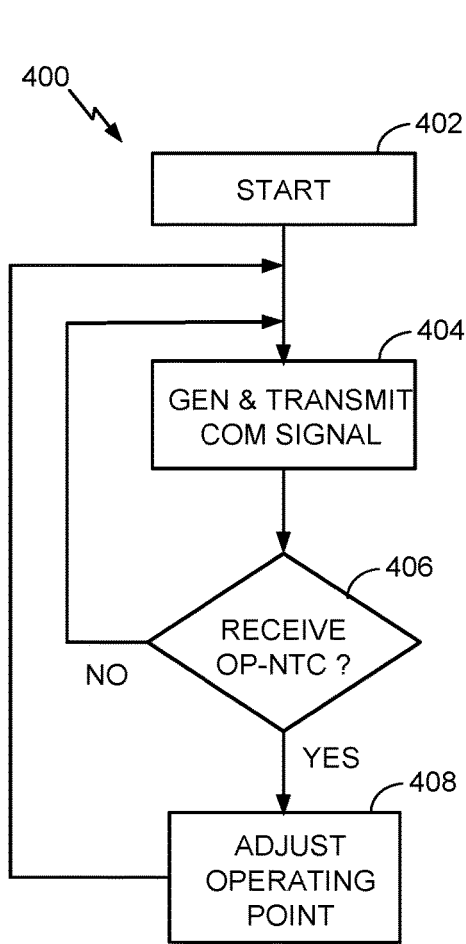 400
402
START
404
GEN & TRANSMIT
COM SIGNAL
406
RECEIVE
OP-NTC ?
NO
YES
408
ADJUST
OPERATING
POINT